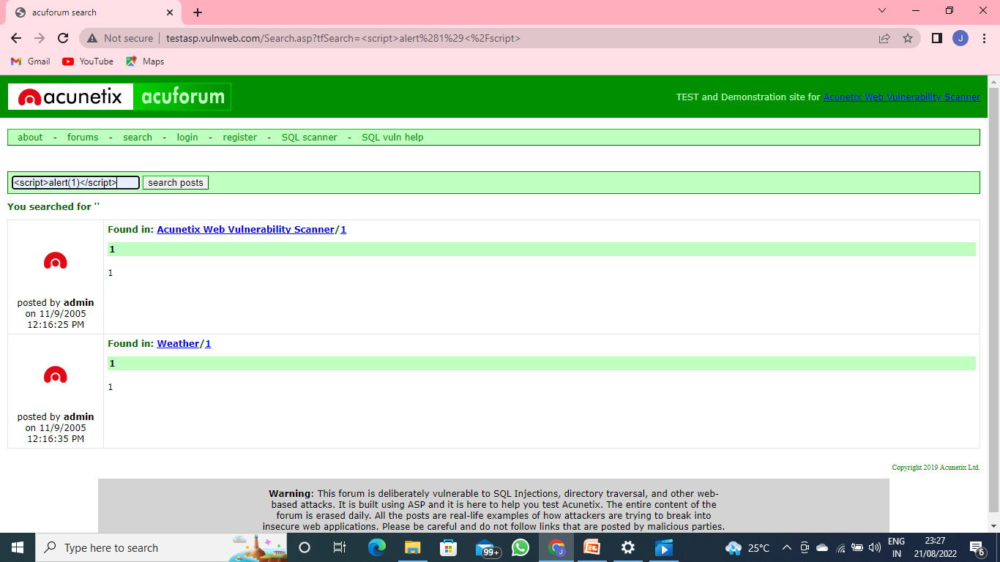 acuforum search
Not secure testasp.vulnweb.com/Search.asp?tfSearch=<script>alert%281%29<%2Fscript>
J
Gmail YouTube Maps
acunetix acuforum
TEST and Demonstration site for Acunetix Web Vulnerability Scanner
about - forums - search - login - register - SQL scanner - SQL vuln help
<script>alert(1)</script> search posts
You searched for ''
Found in: Acunetix Web Vulnerability Scanner/1
1
1
posted by admin
on 11/9/2005
12:16:25 PM
Found in: Weather/1
1
1
posted by admin
on 11/9/2005
12:16:35 PM
Copyright 2019 Acunetix Ltd.
Warning: This forum is deliberately vulnerable to SQL Injections, directory traversal, and other web-
based attacks. It is built using ASP and it is here to help you test Acunetix. The entire content of the
forum is erased daily. All the posts are real-life examples of how attackers are trying to break into
insecure web applications. Please be careful and do not follow links that are posted by malicious parties.
Type here to search
99+
J
25°C
ENG
IN
23:27
21/08/2022
6